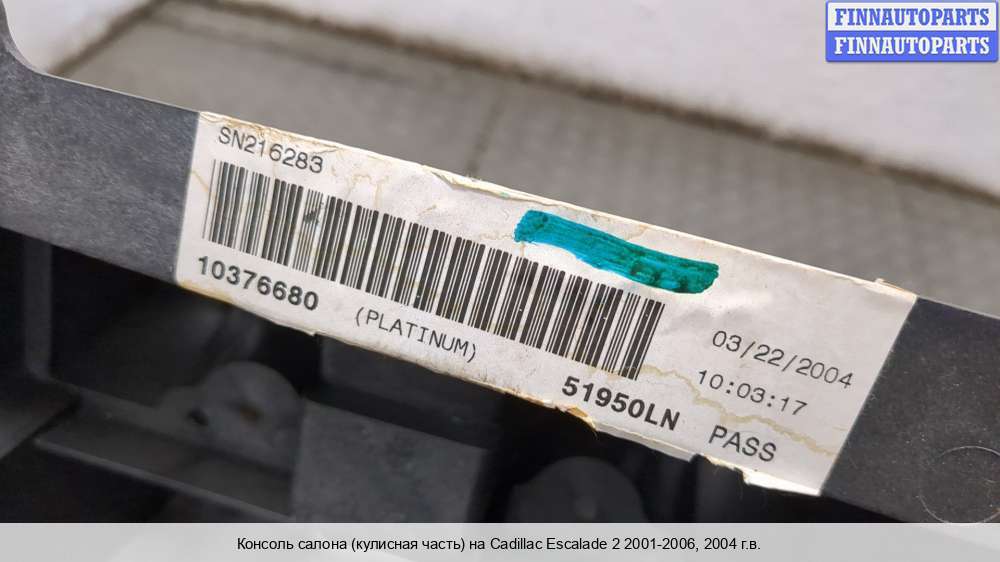 FINNAUTOPARTS
FINNAUTOPARTS
SN216283
10376680
(PLATINUM)
51950LN
03/22/2004
10:03:17
PASS
Консоль салона (кулисная часть) на Cadillac Escalade 2 2001-2006, 2004 г.в.